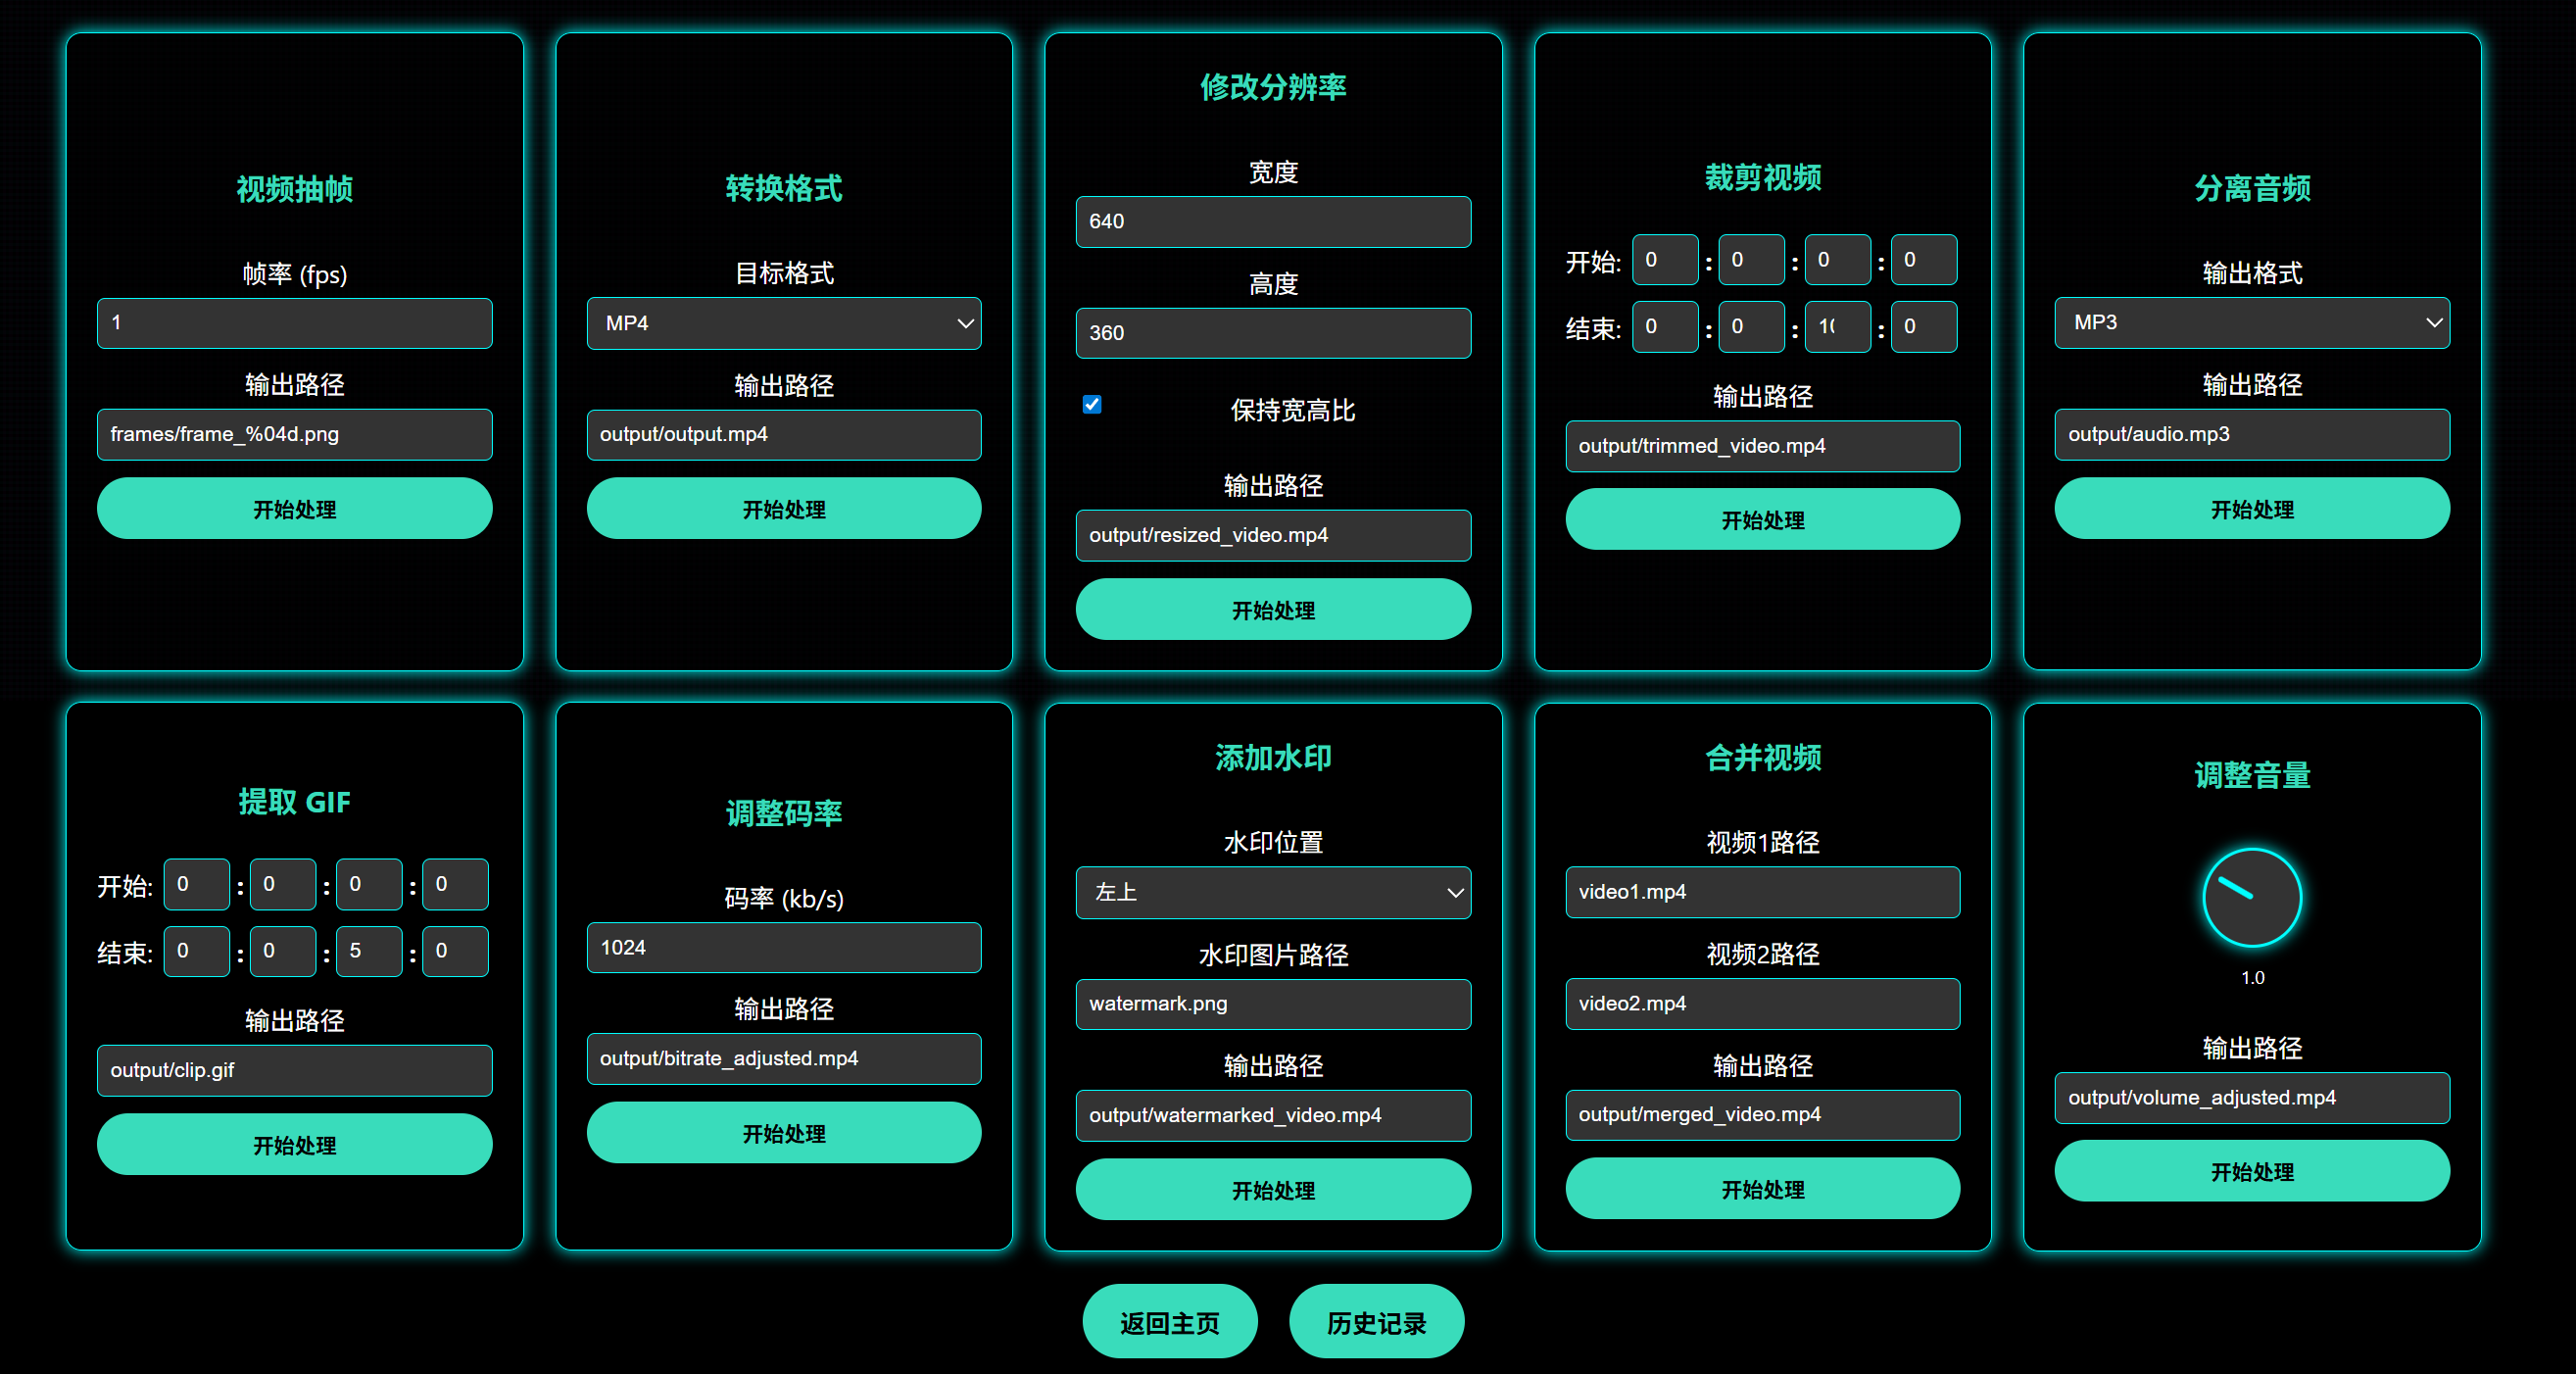 视频抽帧
帧率 (fps)
1
输出路径
frames/frame_%04d.png
开始处理
转换格式
目标格式
MP4
输出路径
output/output.mp4
开始处理
修改分辨率
宽度
640
高度
360
保持宽高比
输出路径
output/resized_video.mp4
开始处理
裁剪视频
开始: 0 : 0 : 0 : 0
结束: 0 : 0 : 10 : 0
输出路径
output/trimmed_video.mp4
开始处理
分离音频
输出格式
MP3
输出路径
output/audio.mp3
开始处理
提取 GIF
开始: 0 : 0 : 0 : 0
结束: 0 : 0 : 5 : 0
输出路径
output/clip.gif
开始处理
调整码率
码率 (kb/s)
1024
输出路径
output/bitrate_adjusted.mp4
开始处理
添加水印
水印位置
左上
水印图片路径
watermark.png
输出路径
output/watermarked_video.mp4
开始处理
合并视频
视频1路径
video1.mp4
视频2路径
video2.mp4
输出路径
output/merged_video.mp4
开始处理
调整音量
1.0
输出路径
output/volume_adjusted.mp4
开始处理
返回主页
历史记录